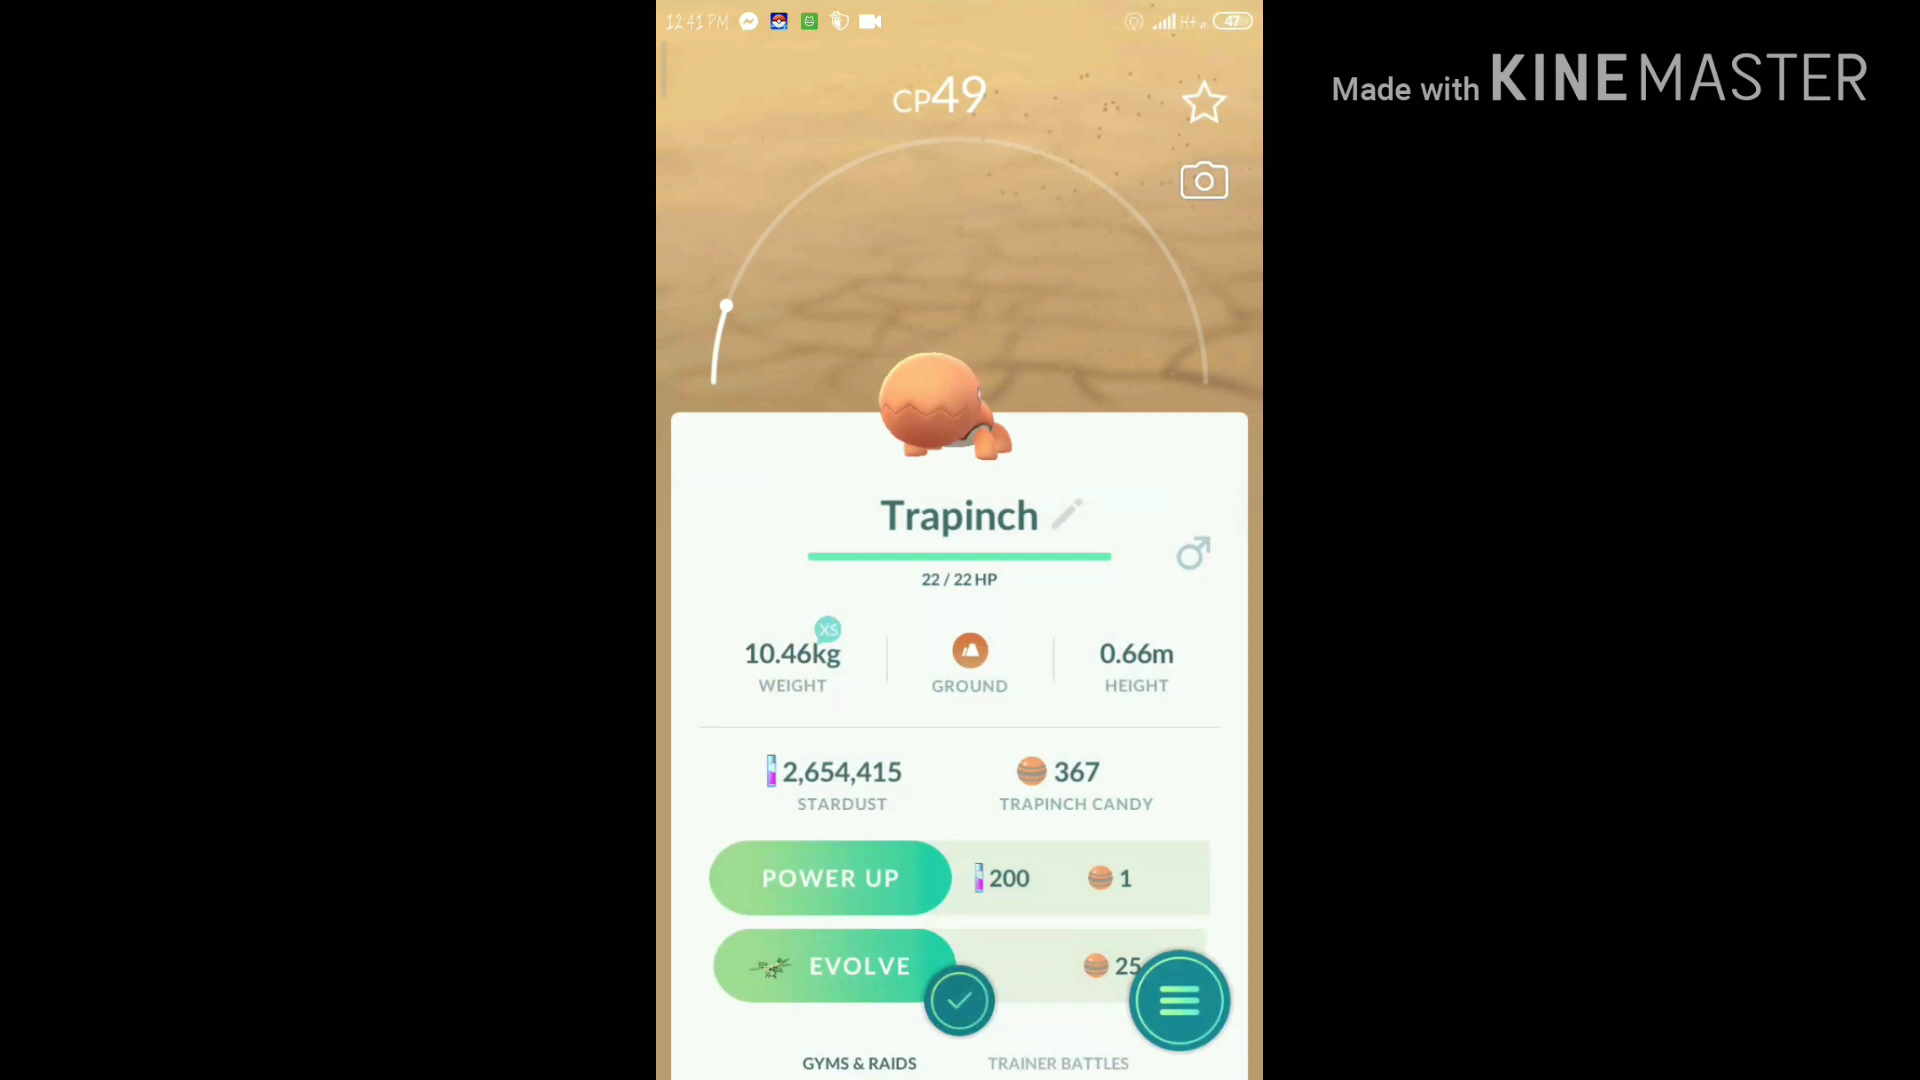 12:41 PM H+ 47
Made with KINEMASTER
CP49
Trapinch
22 / 22 HP
XS
10.46kg 0.66m
WEIGHT GROUND HEIGHT
2,654,415 367
STARDUST TRAPINCH CANDY
POWER UP 200 1
EVOLVE 25
GYMS & RAIDS TRAINER BATTLES